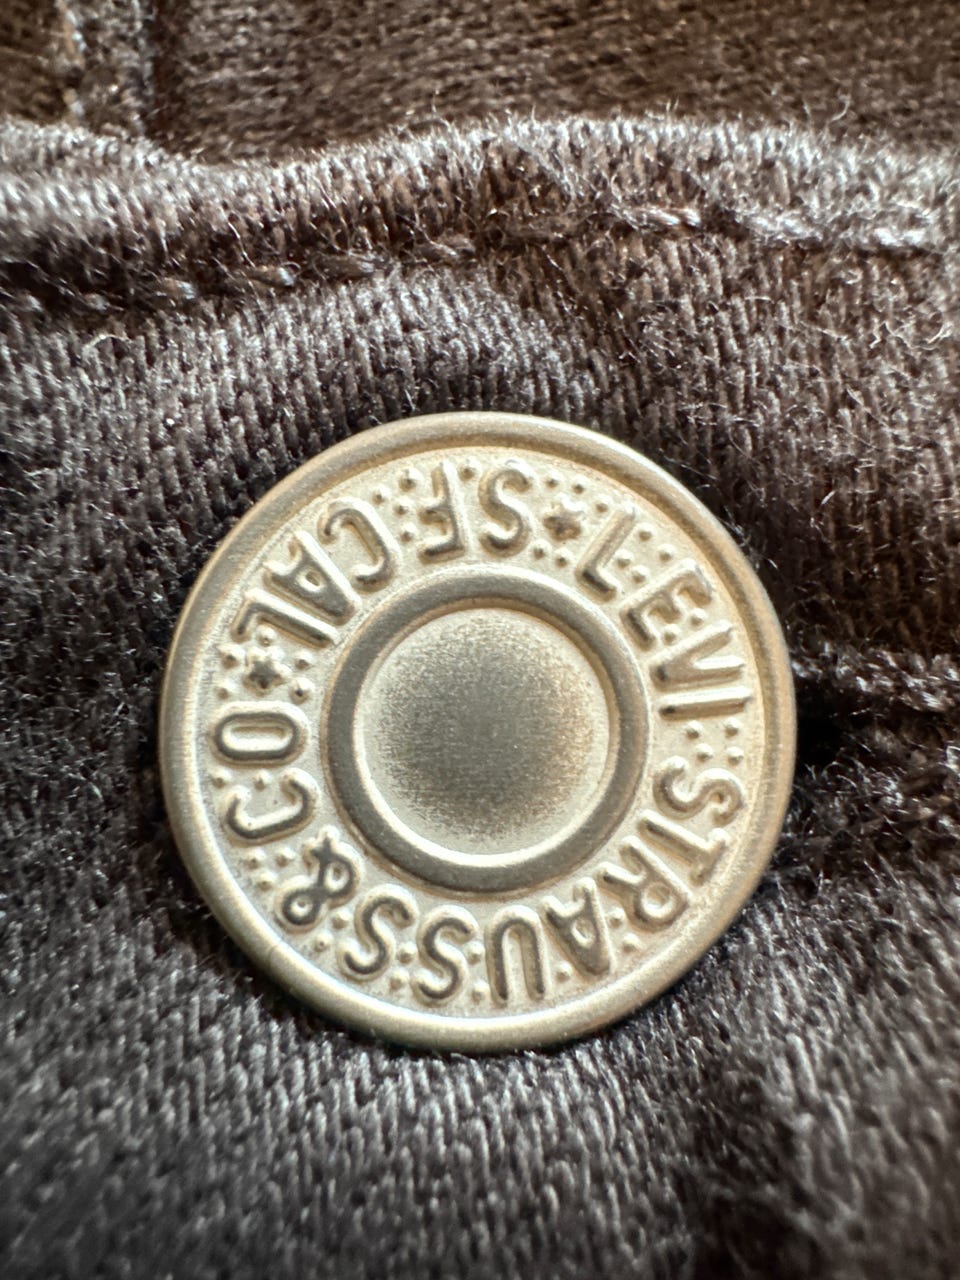 LEVI STRAUSS & CO ★ S F CAL ★